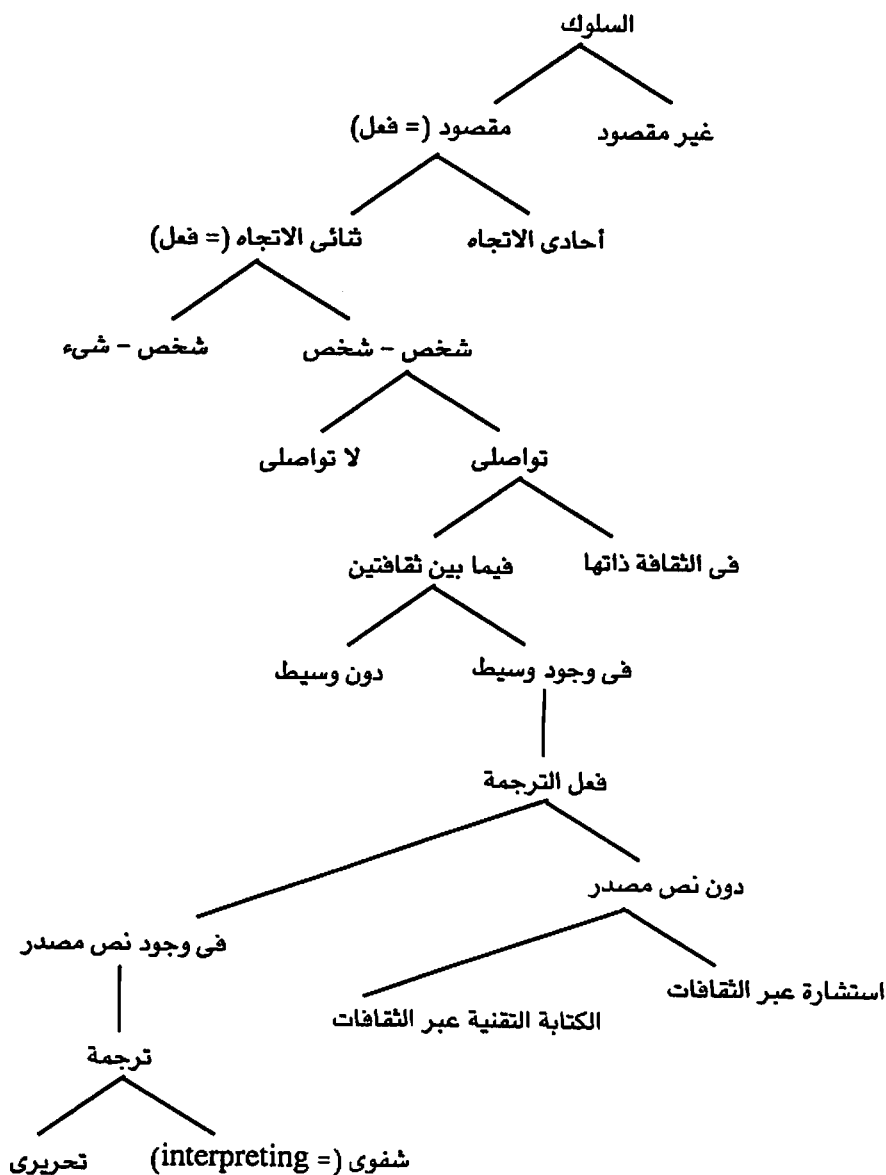 السلوك
غير مقصود
مقصود (= فعل)
أحادى الاتجاه
ثنائى الاتجاه (= فعل)
شخص – شخص
شخص – شىء
تواصلى
لا تواصلى
فى الثقافة ذاتها
فيما بين ثقافتين
فى وجود وسيط
دون وسيط
فعل الترجمة
دون نص مصدر
فى وجود نص مصدر
استشارة عبر الثقافات
الكتابة التقنية عبر الثقافات
ترجمة
شفوى (= interpreting)
تحريرى